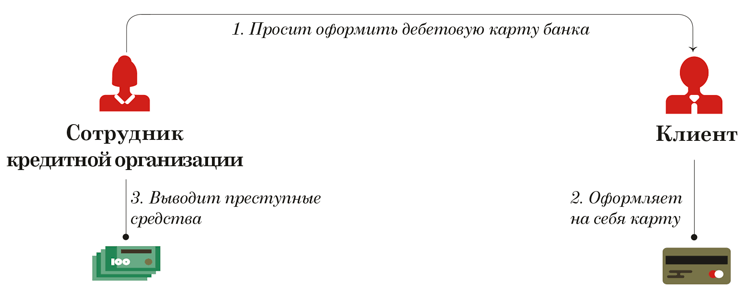 1. Просит оформить дебетовую карту банка
Сотрудник
кредитной организации
Клиент
3. Выводит преступные
средства
2. Оформляет
на себя карту
100